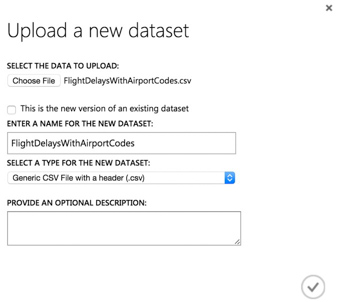 Upload a new dataset
SELECT THE DATA TO UPLOAD:
Choose File FlightDelaysWithAirportCodes.csv
This is the new version of an existing dataset
ENTER A NAME FOR THE NEW DATASET:
FlightDelaysWithAirportCodes
SELECT A TYPE FOR THE NEW DATASET:
Generic CSV File with a header (.csv)
PROVIDE AN OPTIONAL DESCRIPTION: